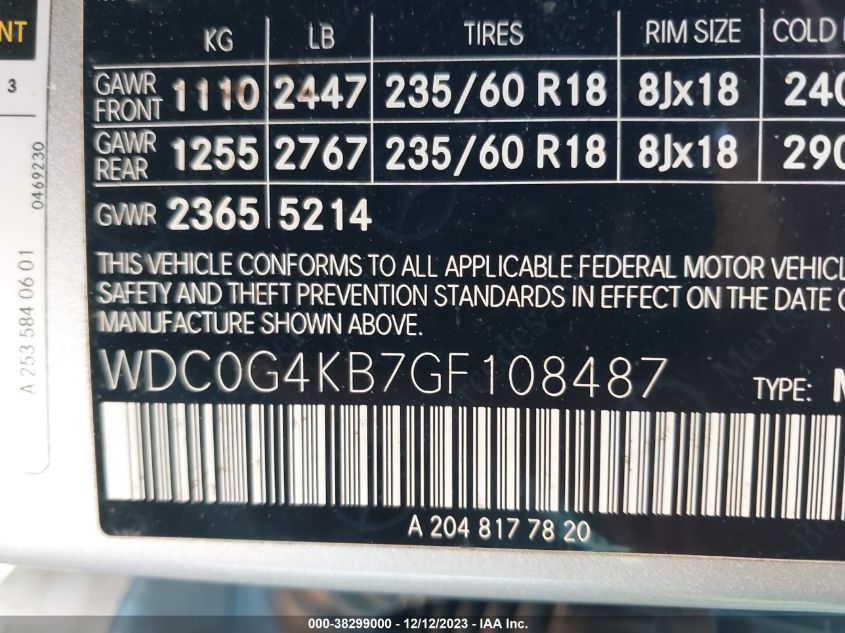 NT
KG LB TIRES RIM SIZE COLD
3
GAWR FRONT 1110 2447 235/60 R18 8Jx18 240
GAWR REAR 1255 2767 235/60 R18 8Jx18 290
GVWR 2365 5214
0469230
A 253 584 06 01
THIS VEHICLE CONFORMS TO ALL APPLICABLE FEDERAL MOTOR VEHICL
SAFETY AND THEFT PREVENTION STANDARDS IN EFFECT ON THE DATE O
MANUFACTURE SHOWN ABOVE.
WDC0G4KB7GF108487
TYPE: M
A 204 817 78 20
000-38299000 - 12/12/2023 - Copyright © 2023 - IAA Inc.